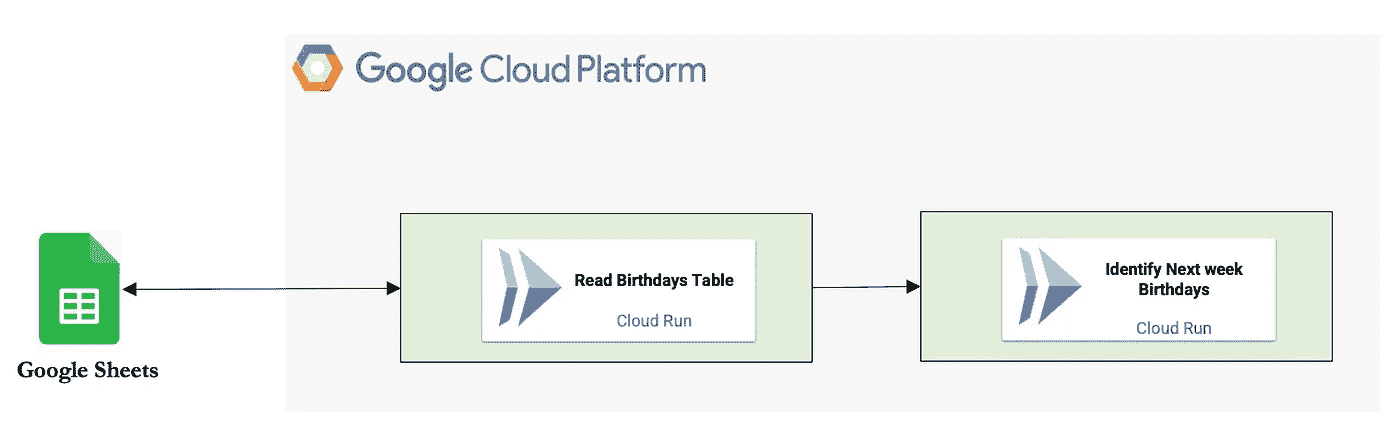 Google Cloud Platform
Read Birthdays Table
Cloud Run
Identify Next week
Birthdays
Cloud Run
Google Sheets